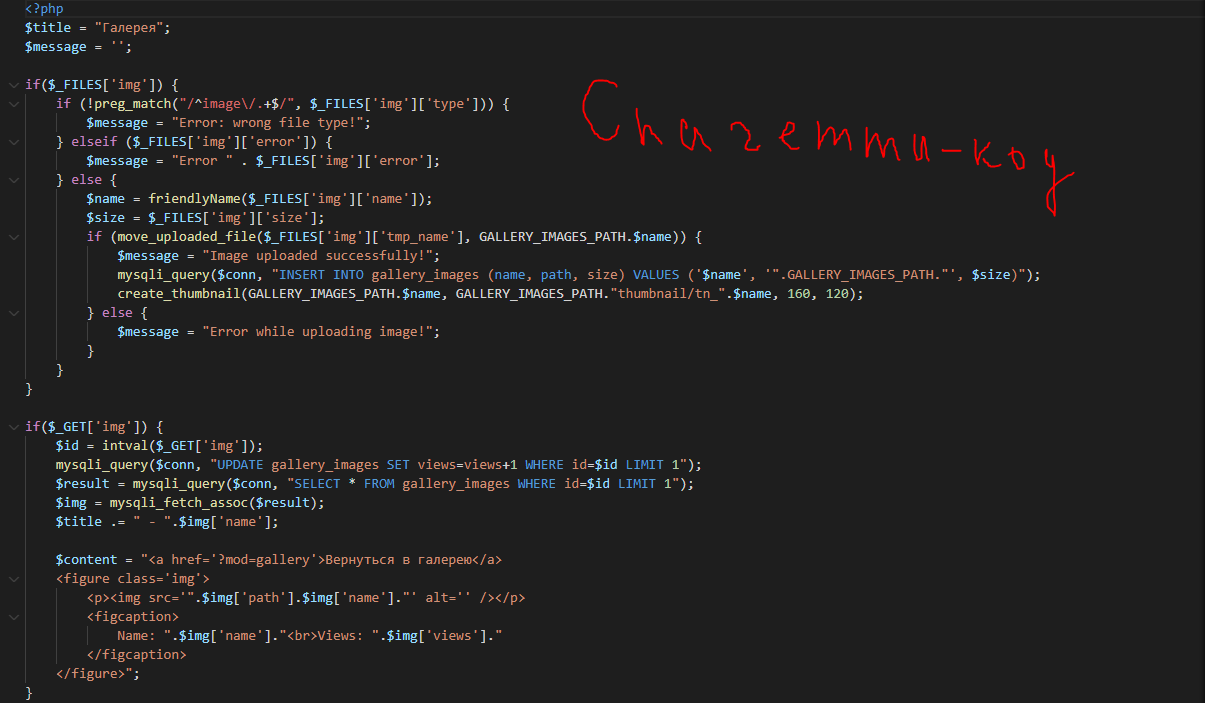 <?php
$title = "Галерея";
$message = '';
if($_FILES['img']) {
if (!preg_match("/^image\/.+$/", $_FILES['img']['type'])) {
$message = "Error: wrong file type!";
} elseif ($_FILES['img']['error']) {
$message = "Error " . $_FILES['img']['error'];
} else {
$name = friendlyName($_FILES['img']['name']);
$size = $_FILES['img']['size'];
if (move_uploaded_file($_FILES['img']['tmp_name'], GALLERY_IMAGES_PATH.$name)) {
$message = "Image uploaded successfully!";
mysqli_query($conn, "INSERT INTO gallery_images (name, path, size) VALUES ('$name', '".GALLERY_IMAGES_PATH."', $size)");
create_thumbnail(GALLERY_IMAGES_PATH.$name, GALLERY_IMAGES_PATH."thumbnail/tn_".$name, 160, 120);
} else {
$message = "Error while uploading image!";
}
}
}
Спагетти-код
if($_GET['img']) {
$id = intval($_GET['img']);
mysqli_query($conn, "UPDATE gallery_images SET views=views+1 WHERE id=$id LIMIT 1");
$result = mysqli_query($conn, "SELECT * FROM gallery_images WHERE id=$id LIMIT 1");
$img = mysqli_fetch_assoc($result);
$title .= " - ".$img['name'];
$content = "<a href='?mod=gallery'>Вернуться в галерею</a>
<figure class='img'>
<p><img src='".$img['path'].$img['name']."' alt='' /></p>
<figcaption>
Name: ".$img['name']."<br>Views: ".$img['views']."
</figcaption>
</figure>";
}